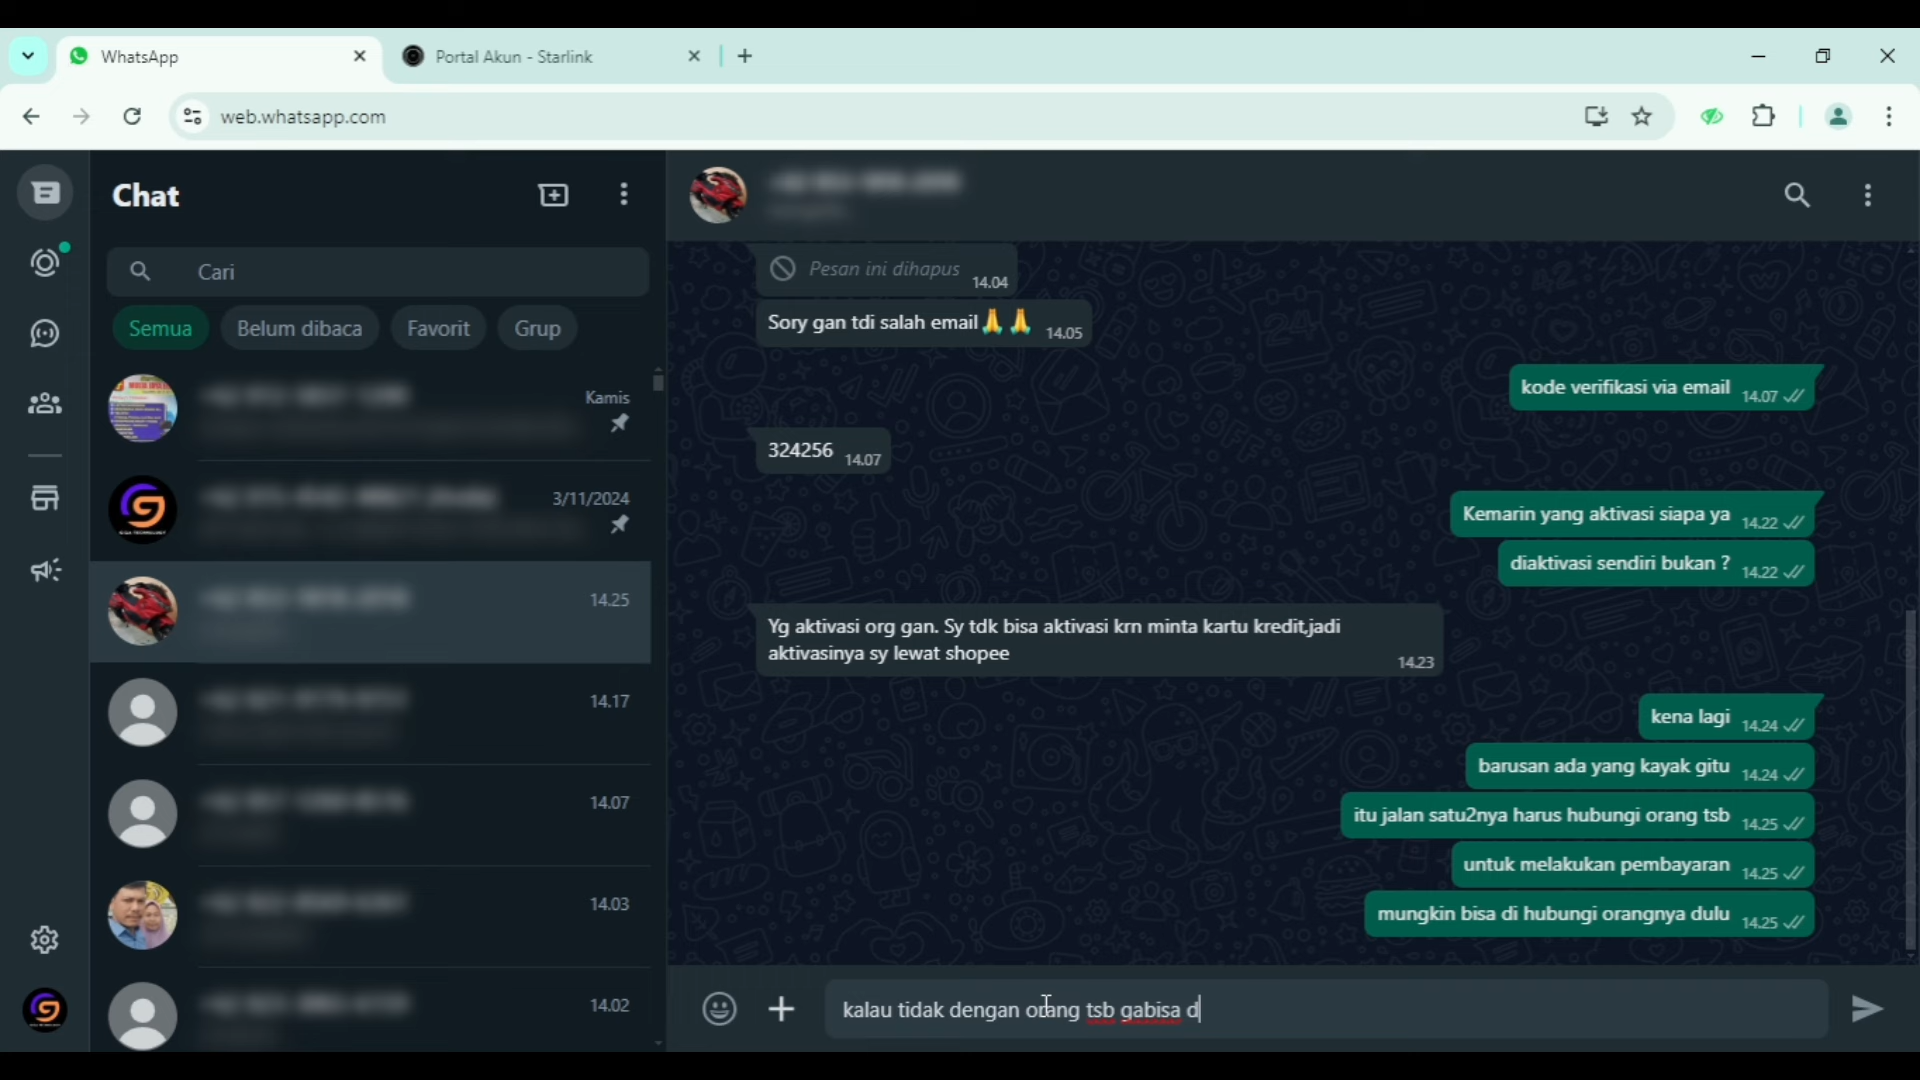 WhatsApp
Portal Akun - Starlink
web.whatsapp.com
Chat
Cari
Semua
Belum dibaca
Favorit
Grup
Kamis
3/11/2024
14.25
14.17
14.07
14.03
14.02
Pesan ini dihapus 14.04
Sory gan tdi salah email🙏🙏 14.05
kode verifikasi via email 14.07
324256 14.07
Kemarin yang aktivasi siapa ya 14.22
diaktivasi sendiri bukan ? 14.22
Yg aktivasi org gan. Sy tdk bisa aktivasi krn minta kartu kredit,jadi
aktivasinya sy lewat shopee 14.23
kena lagi 14.24
barusan ada yang kayak gitu 14.24
itu jalan satu2nya harus hubungi orang tsb 14.25
untuk melakukan pembayaran 14.25
mungkin bisa di hubungi orangnya dulu 14.25
kalau tidak dengan orang tsb gabisa d